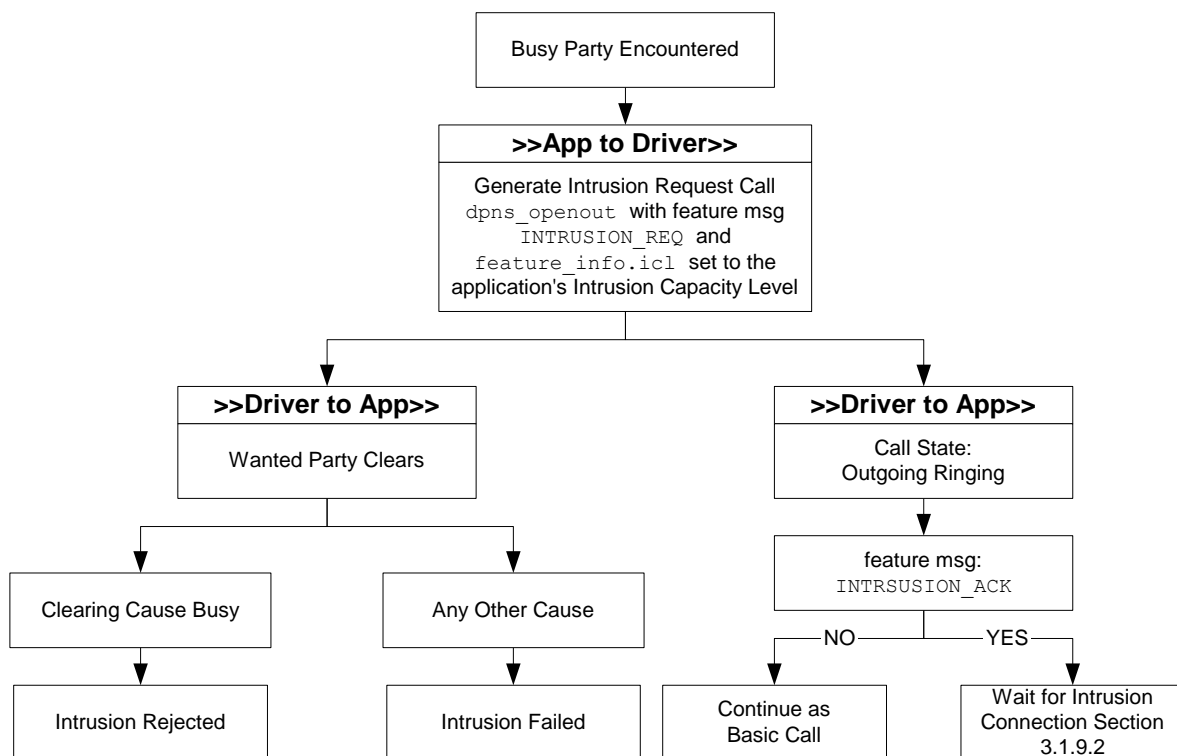 Busy Party Encountered
>>App to Driver>>
Generate Intrusion Request Call
dpns_openout with feature msg
INTRUSION_REQ and
feature_info.icl set to the
application's Intrusion Capacity Level
>>Driver to App>>
Wanted Party Clears
>>Driver to App>>
Call State:
Outgoing Ringing
Clearing Cause Busy
Any Other Cause
feature msg:
INTRSUSION_ACK
NO
YES
Intrusion Rejected
Intrusion Failed
Continue as
Basic Call
Wait for Intrusion
Connection Section
3.1.9.2